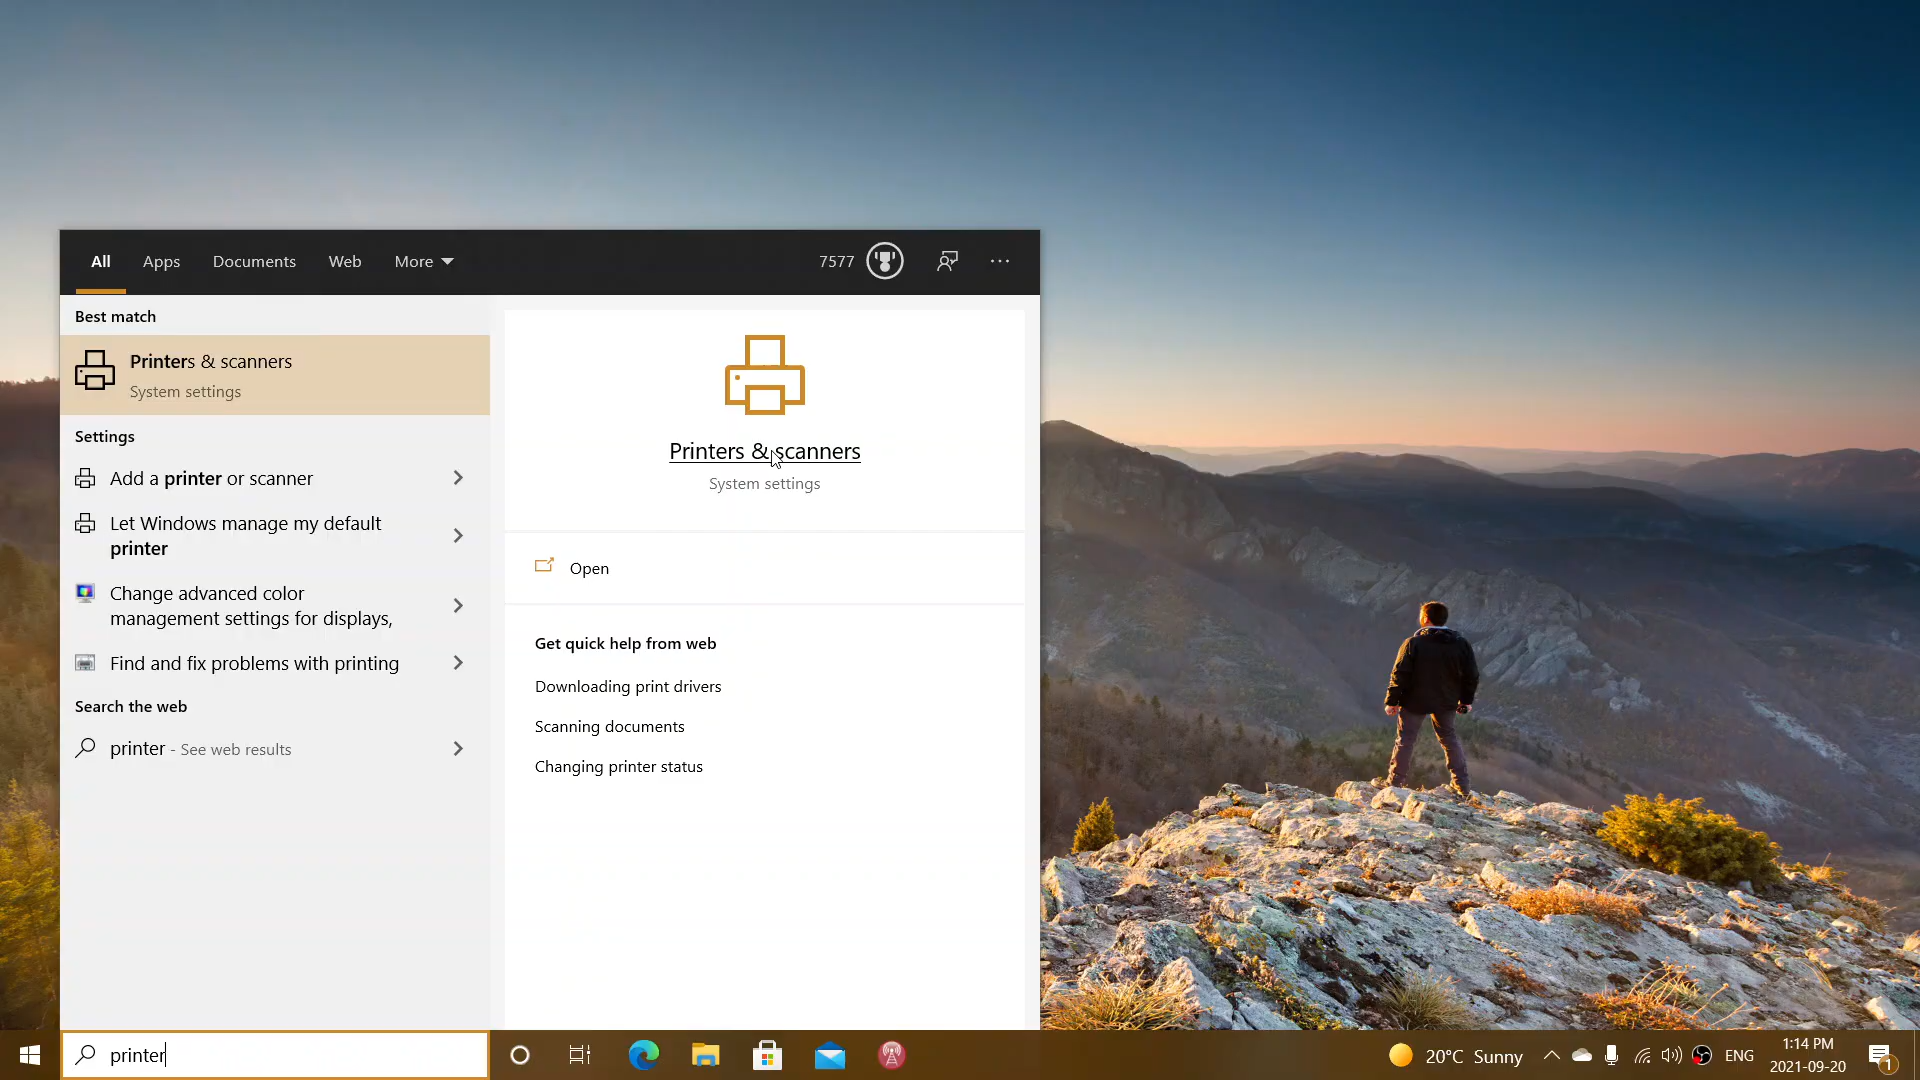 All Apps Documents Web More 7577 ...
Best match
Printers & scanners
System settings
Settings
Add a printer or scanner
Let Windows manage my default
printer
Change advanced color
management settings for displays,
Find and fix problems with printing
Search the web
printer - See web results
Printers & scanners
System settings
Open
Get quick help from web
Downloading print drivers
Scanning documents
Changing printer status
printer
20°C Sunny
ENG
1:14 PM
2021-09-20
1